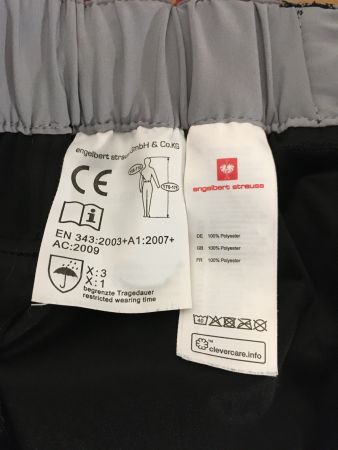 engelbert strauss GmbH & Co.KG
CE
i
EN 343:2003+A1:2007+
AC:2009
X:3
X:1
begrenzte Tragedauer
restricted wearing time
engelbert strauss
DE 100% Polyester
GB 100% Polyester
FR 100% Polyester
40
clevercare.info